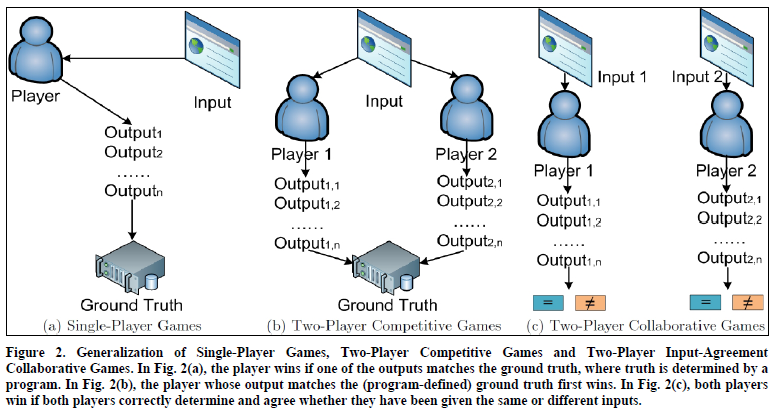 Player
Input
Output1
Output2
......
Outputn
Ground Truth
(a) Single-Player Games
Input
Player 1
Player 2
Output1,1
Output1,2
......
Output1,n
Output2,1
Output2,2
......
Output2,n
Ground Truth
(b) Two-Player Competitive Games
Input 1
Input 2
Player 1
Player 2
Output1,1
Output1,2
......
Output1,n
= ≠
Output2,1
Output2,2
......
Output2,n
= ≠
(c) Two-Player Collaborative Games
Figure 2. Generalization of Single-Player Games, Two-Player Competitive Games and Two-Player Input-Agreement
Collaborative Games. In Fig. 2(a), the player wins if one of the outputs matches the ground truth, where truth is determined by a
program. In Fig. 2(b), the player whose output matches the (program-defined) ground truth first wins. In Fig. 2(c), both players
win if both players correctly determine and agree whether they have been given the same or different inputs.